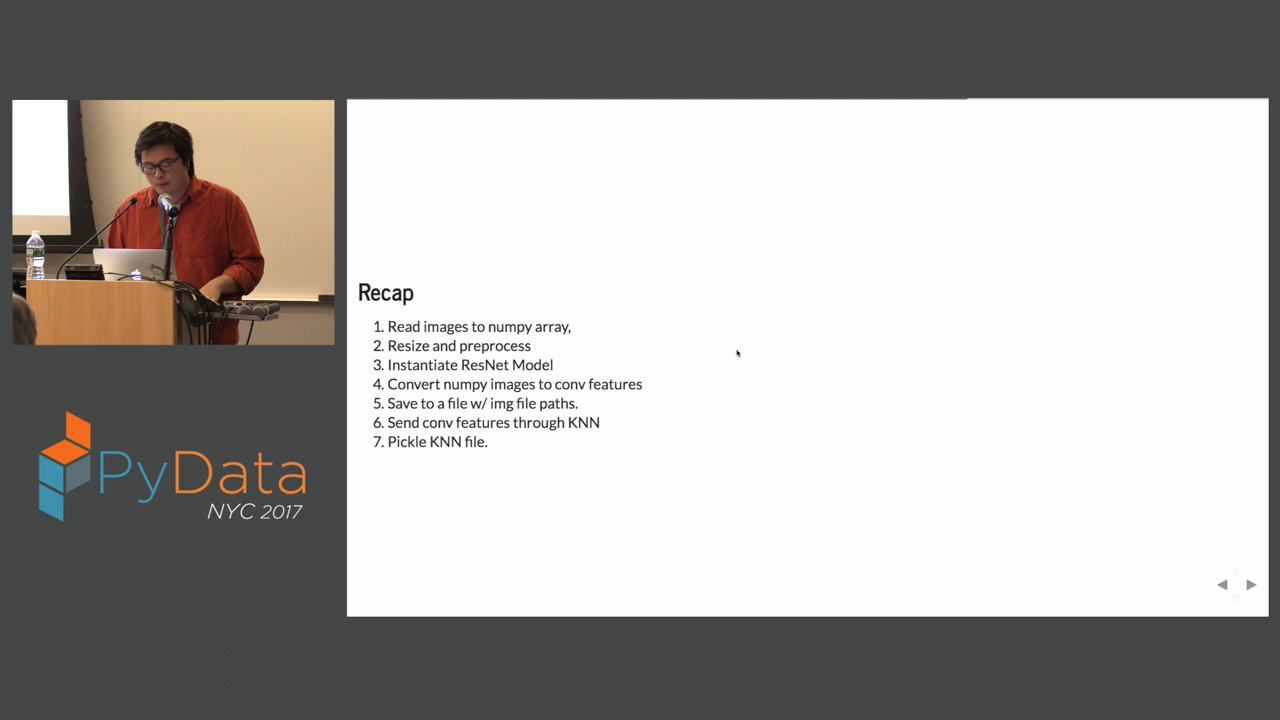 Recap
1. Read images to numpy array,
2. Resize and preprocess
3. Instantiate ResNet Model
4. Convert numpy images to conv features
5. Save to a file w/ img file paths.
6. Send conv features through KNN
7. Pickle KNN file.
PyData
NYC 2017